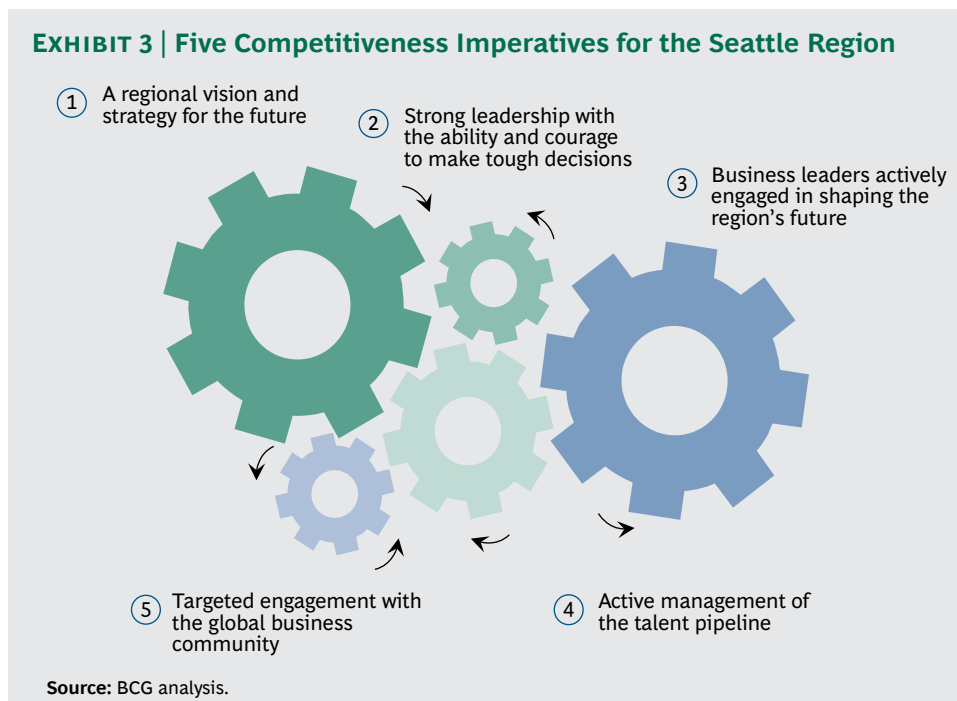 EXHIBIT 3 | Five Competitiveness Imperatives for the Seattle Region
1 A regional vision and
strategy for the future
2 Strong leadership with
the ability and courage
to make tough decisions
3 Business leaders actively
engaged in shaping the
region’s future
5 Targeted engagement with
the global business
community
4 Active management of
the talent pipeline
Source: BCG analysis.